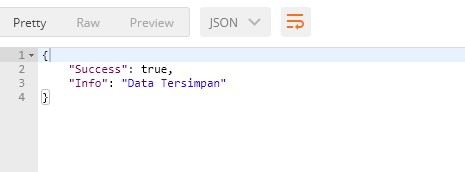 Pretty Raw Preview JSON
1 {
2 "Success": true,
3 "Info": "Data Tersimpan"
4 }